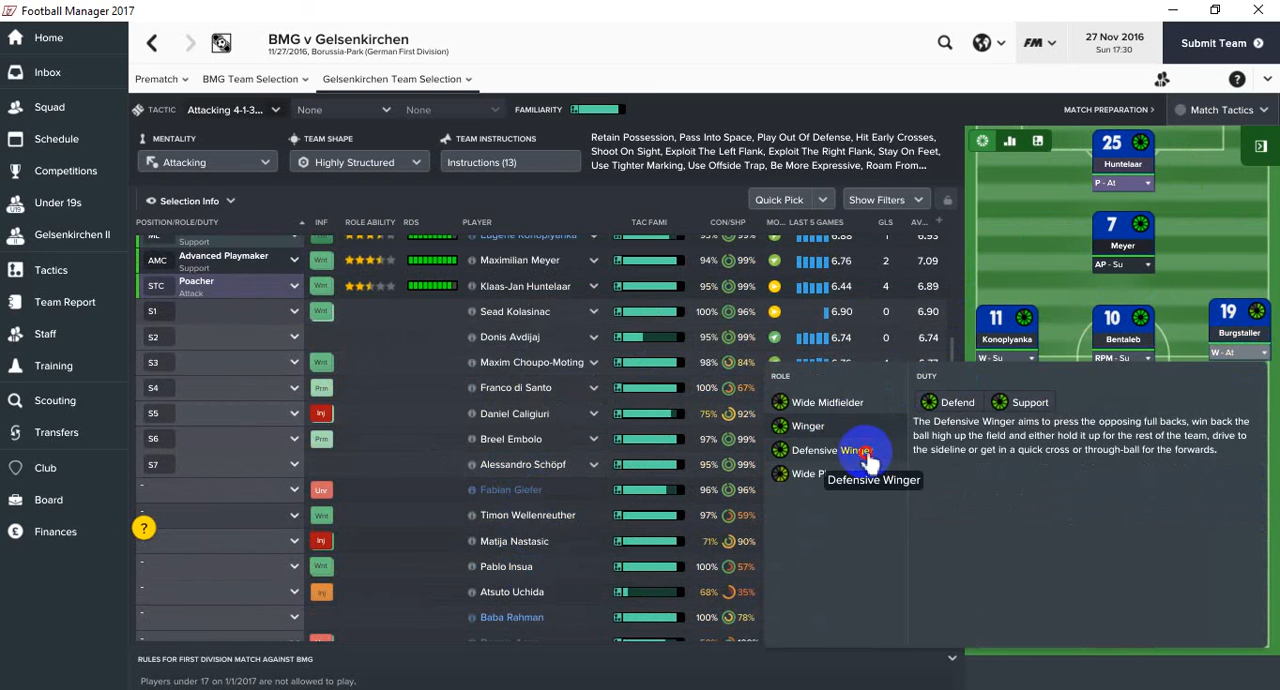 Football Manager 2017
Home
Inbox
Squad
Schedule
Competitions
Under 19s
Gelsenkirchen II
Tactics
Team Report
Staff
Training
Scouting
Transfers
Club
Board
Finances
BMG v Gelsenkirchen
11/27/2016, Borussia-Park (German First Division)
FM
27 Nov 2016
Sun 17:30
Submit Team
Prematch
BMG Team Selection
Gelsenkirchen Team Selection
?
TACTIC Attacking 4-1-3... None None FAMILIARITY
MATCH PREPARATION >
Match Tactics
MENTALITY
Attacking
TEAM SHAPE
Highly Structured
TEAM INSTRUCTIONS
Instructions (13)
Retain Possession, Pass Into Space, Play Out Of Defense, Hit Early Crosses,
Shoot On Sight, Exploit The Left Flank, Exploit The Right Flank, Stay On Feet,
Use Tighter Marking, Use Offside Trap, Be More Expressive, Roam From...
Selection Info
Quick Pick
Show Filters
POSITION/ROLE/DUTY INF ROLE ABILITY RDS PLAYER TAC FAMI CON/SHP MO... LAST 5 GAMES GLS AV...
ML Support Eugene Konoplyanka 95% 99% 6.88 1 6.93
AMC Advanced Playmaker Support Wnt Maximilian Meyer 94% 99% 6.76 2 7.09
STC Poacher Attack Wnt Klaas-Jan Huntelaar 95% 99% 6.44 4 6.89
S1 Wnt Sead Kolasinac 100% 96% 6.90 0 6.90
S2 Donis Avdijaj 95% 99% 6.74 0 6.74
S3 Wnt Maxim Choupo-Moting 98% 84%
S4 Prm Franco di Santo 100% 67%
S5 Inj Daniel Caligiuri 75% 92%
S6 Prm Breel Embolo 97% 99%
S7 Alessandro Schöpf 95% 99%
- Unv Fabian Giefer 96% 96%
- Wnt Timon Wellenreuther 97% 59%
- Inj Matija Nastasic 71% 90%
- Wnt Pablo Insua 100% 57%
- Inj Atsuto Uchida 68% 35%
- Baba Rahman 100% 78%
?
25
Huntelaar
P - At
7
Meyer
AP - Su
11
Konoplyanka
W - Su
10
Bentaleb
RPM - Su
19
Burgstaller
W - At
ROLE
Wide Midfielder
Winger
Defensive Winger
Defensive Winger
DUTY
Defend Support
The Defensive Winger aims to press the opposing full backs, win back the
ball high up the field and either hold it up for the rest of the team, drive to
the sideline or get in a quick cross or through-ball for the forwards.
RULES FOR FIRST DIVISION MATCH AGAINST BMG
Players under 17 on 1/1/2017 are not allowed to play.